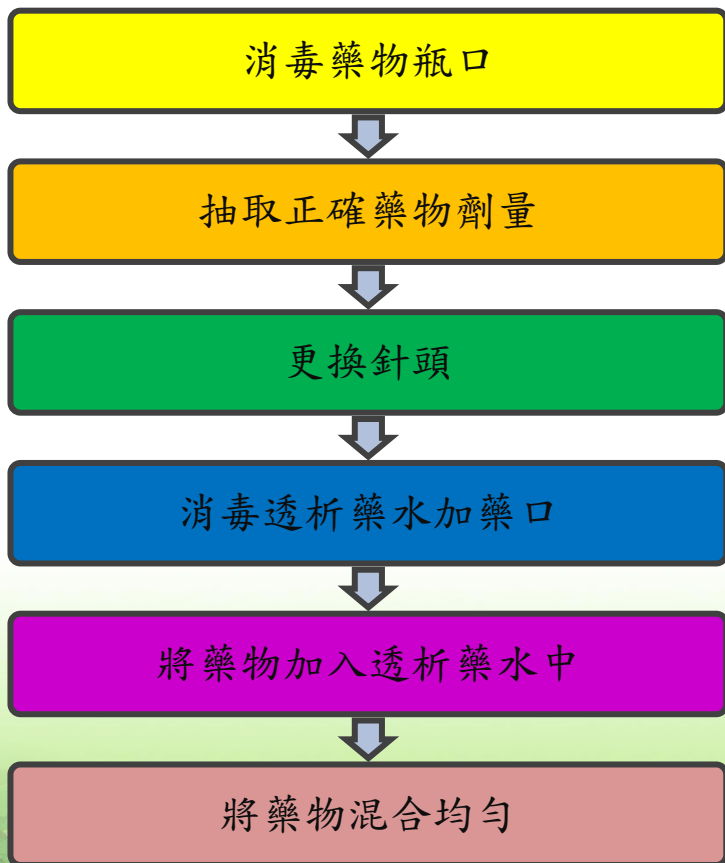 消毒藥物瓶口
抽取正確藥物劑量
更換針頭
消毒透析藥水加藥口
將藥物加入透析藥水中
將藥物混合均勻